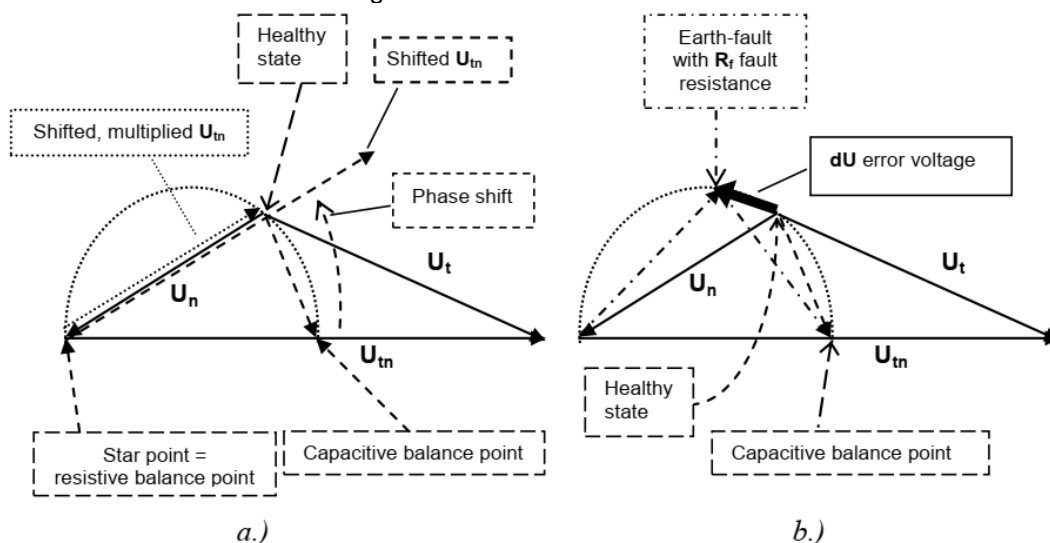 Healthy
state
Shifted Utn
Shifted, multiplied Utn
Phase shift
Un
Ut
Utn
Star point =
resistive balance point
Capacitive balance point
a.)
Earth-fault
with Rf fault
resistance
dU error voltage
Un
Ut
Utn
Healthy
state
Capacitive balance point
b.)